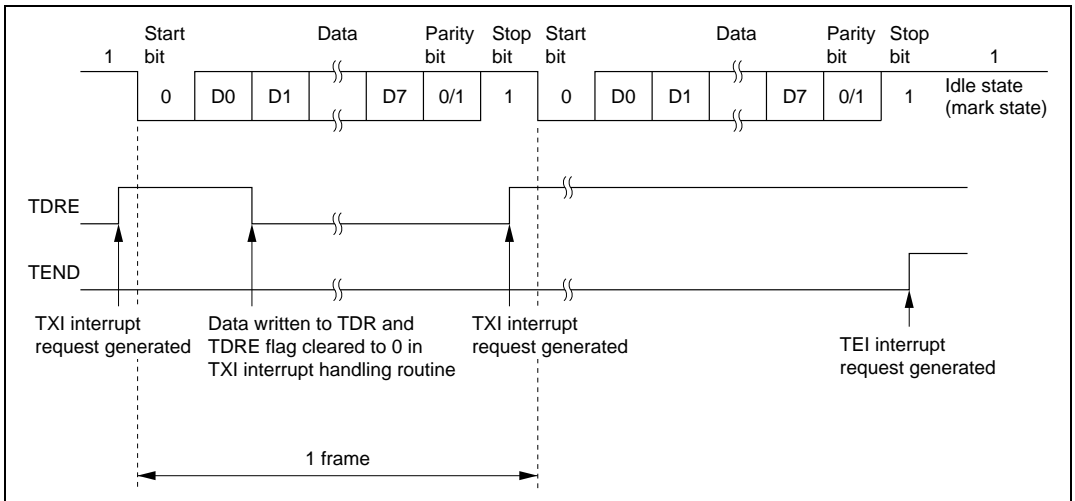 1
Start bit
Data
Parity bit
Stop bit
Start bit
Data
Parity bit
Stop bit
1
0 D0 D1 D7 0/1 1 0 D0 D1 D7 0/1 1
Idle state
(mark state)
TDRE
TEND
TXI interrupt
request generated
Data written to TDR and
TDRE flag cleared to 0 in
TXI interrupt handling routine
TXI interrupt
request generated
TEI interrupt
request generated
1 frame